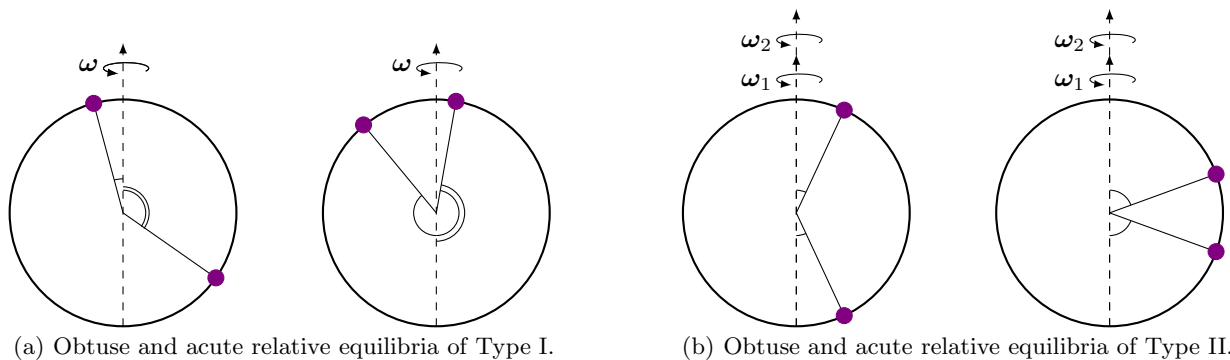 ω
ω
ω₂
ω₁
ω₂
ω₁
(a) Obtuse and acute relative equilibria of Type I.
(b) Obtuse and acute relative equilibria of Type II.